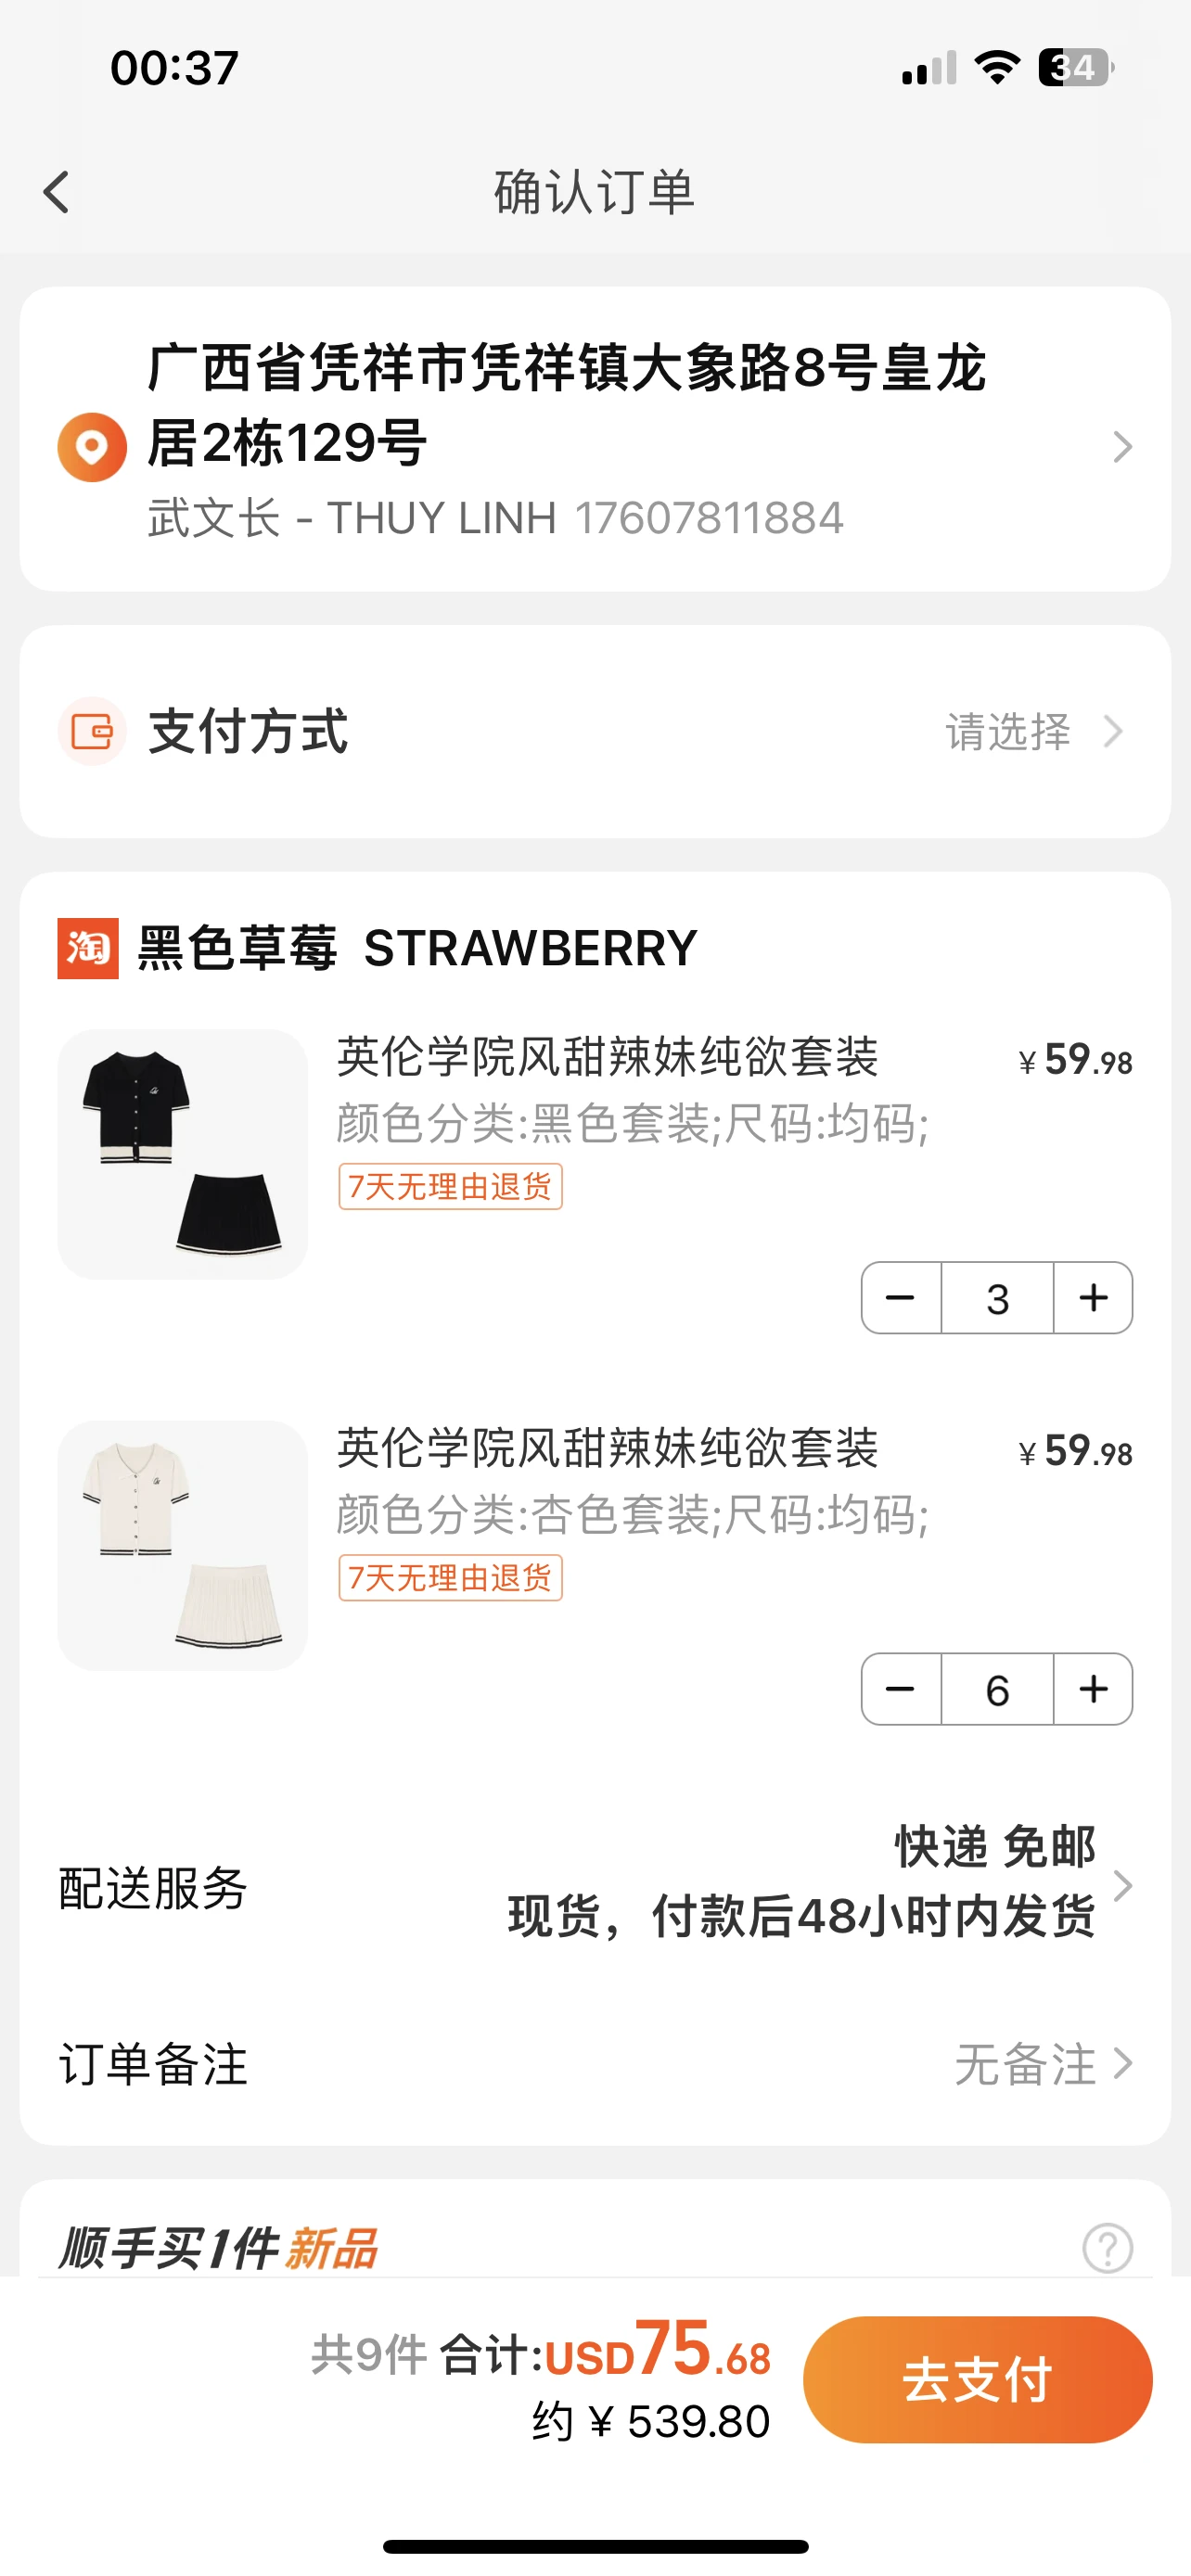 00:37
34
确认订单
广西省凭祥市凭祥镇大象路8号皇龙
居2栋129号
武文长 - THUY LINH 17607811884
支付方式 请选择
淘 黑色草莓 STRAWBERRY
英伦学院风甜辣妹纯欲套装 ¥59.98
颜色分类:黑色套装;尺码:均码;
7天无理由退货
3
英伦学院风甜辣妹纯欲套装 ¥59.98
颜色分类:杏色套装;尺码:均码;
7天无理由退货
6
快递 免邮
配送服务
现货，付款后48小时内发货
订单备注 无备注
顺手买1件新品
共9件 合计:USD75.68
约 ¥ 539.80
去支付